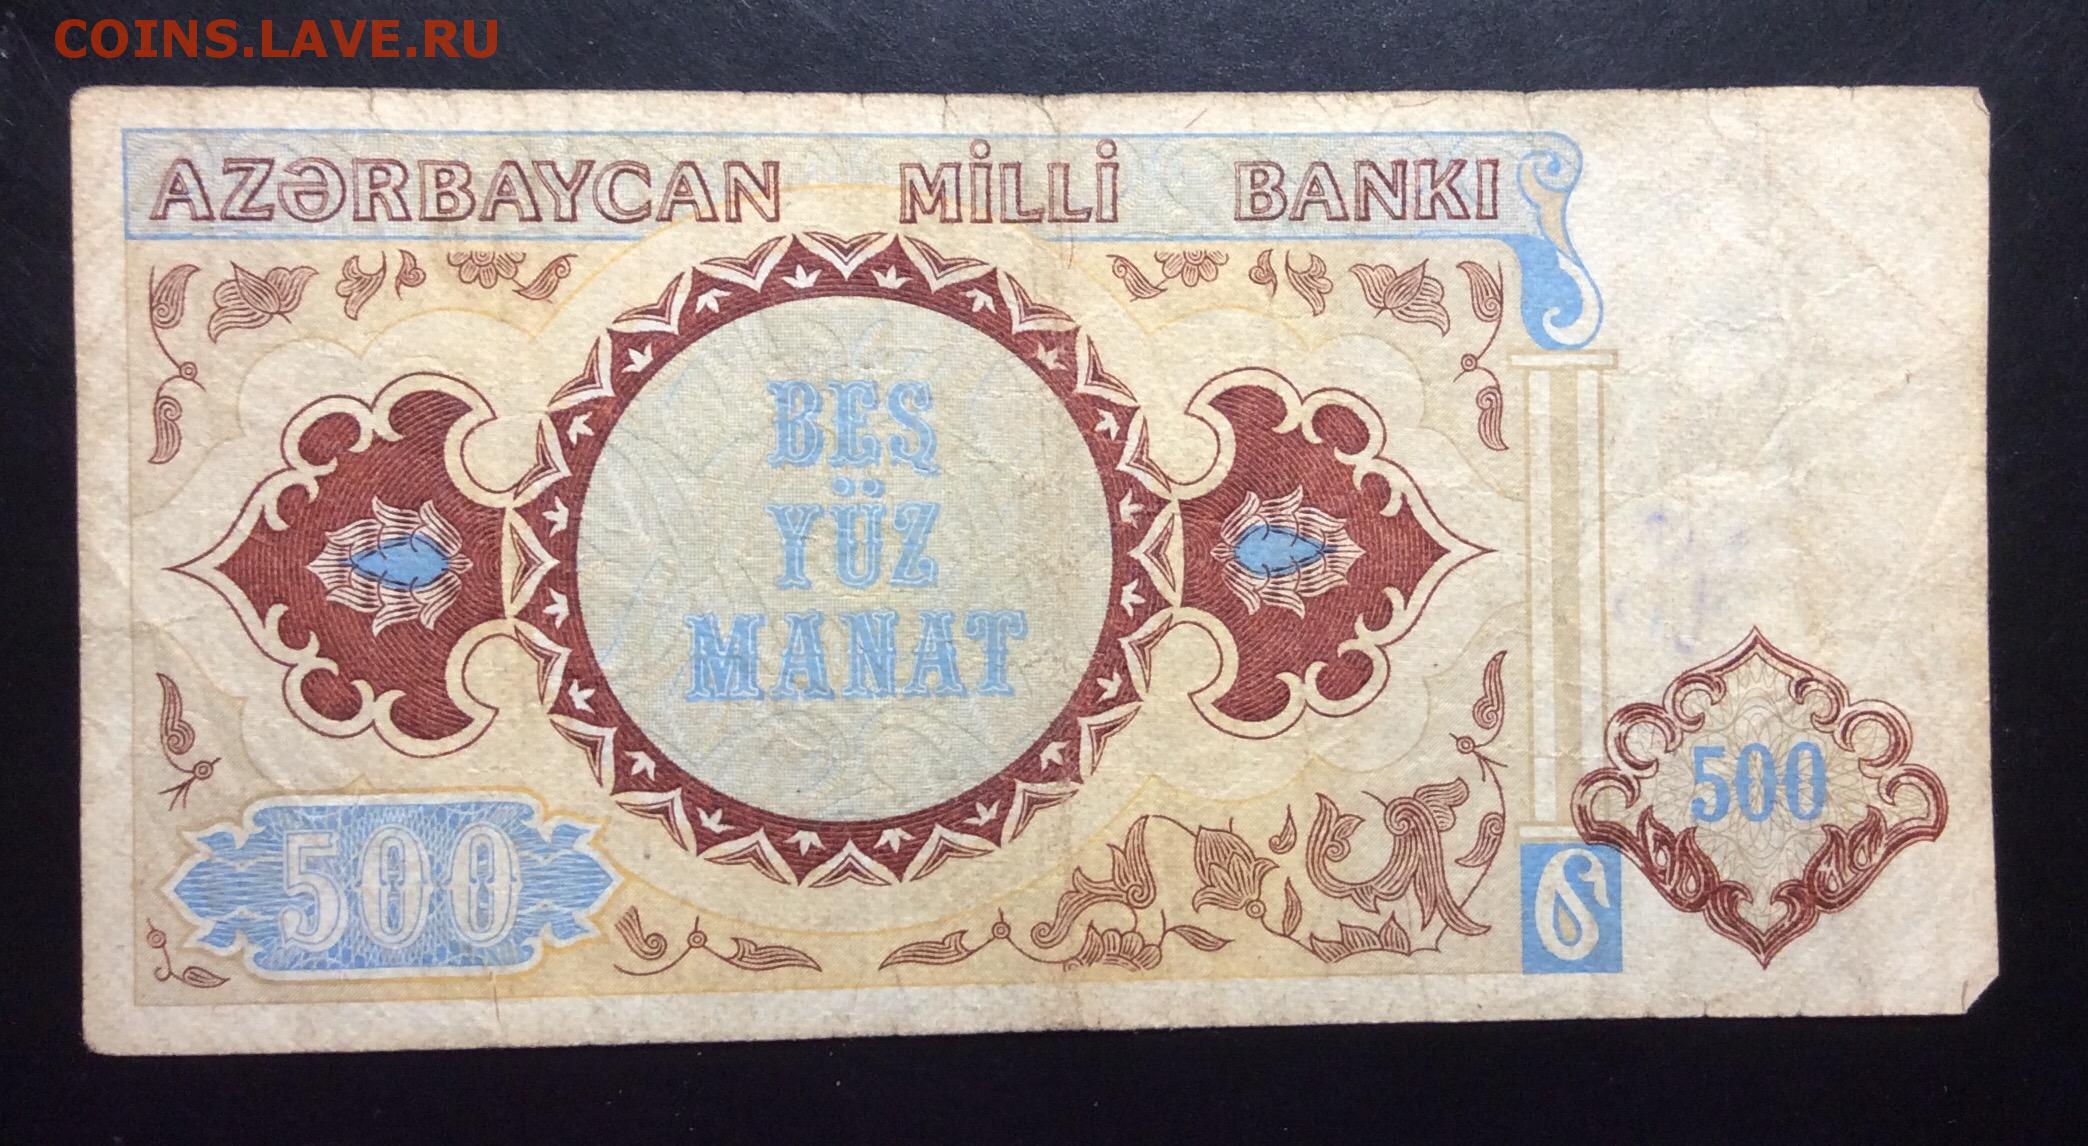 COINS.LAVE.RU
AZƏRBAYCAN MİLLİ BANKI
BEŞ
YÜZ
MANAT
500
500